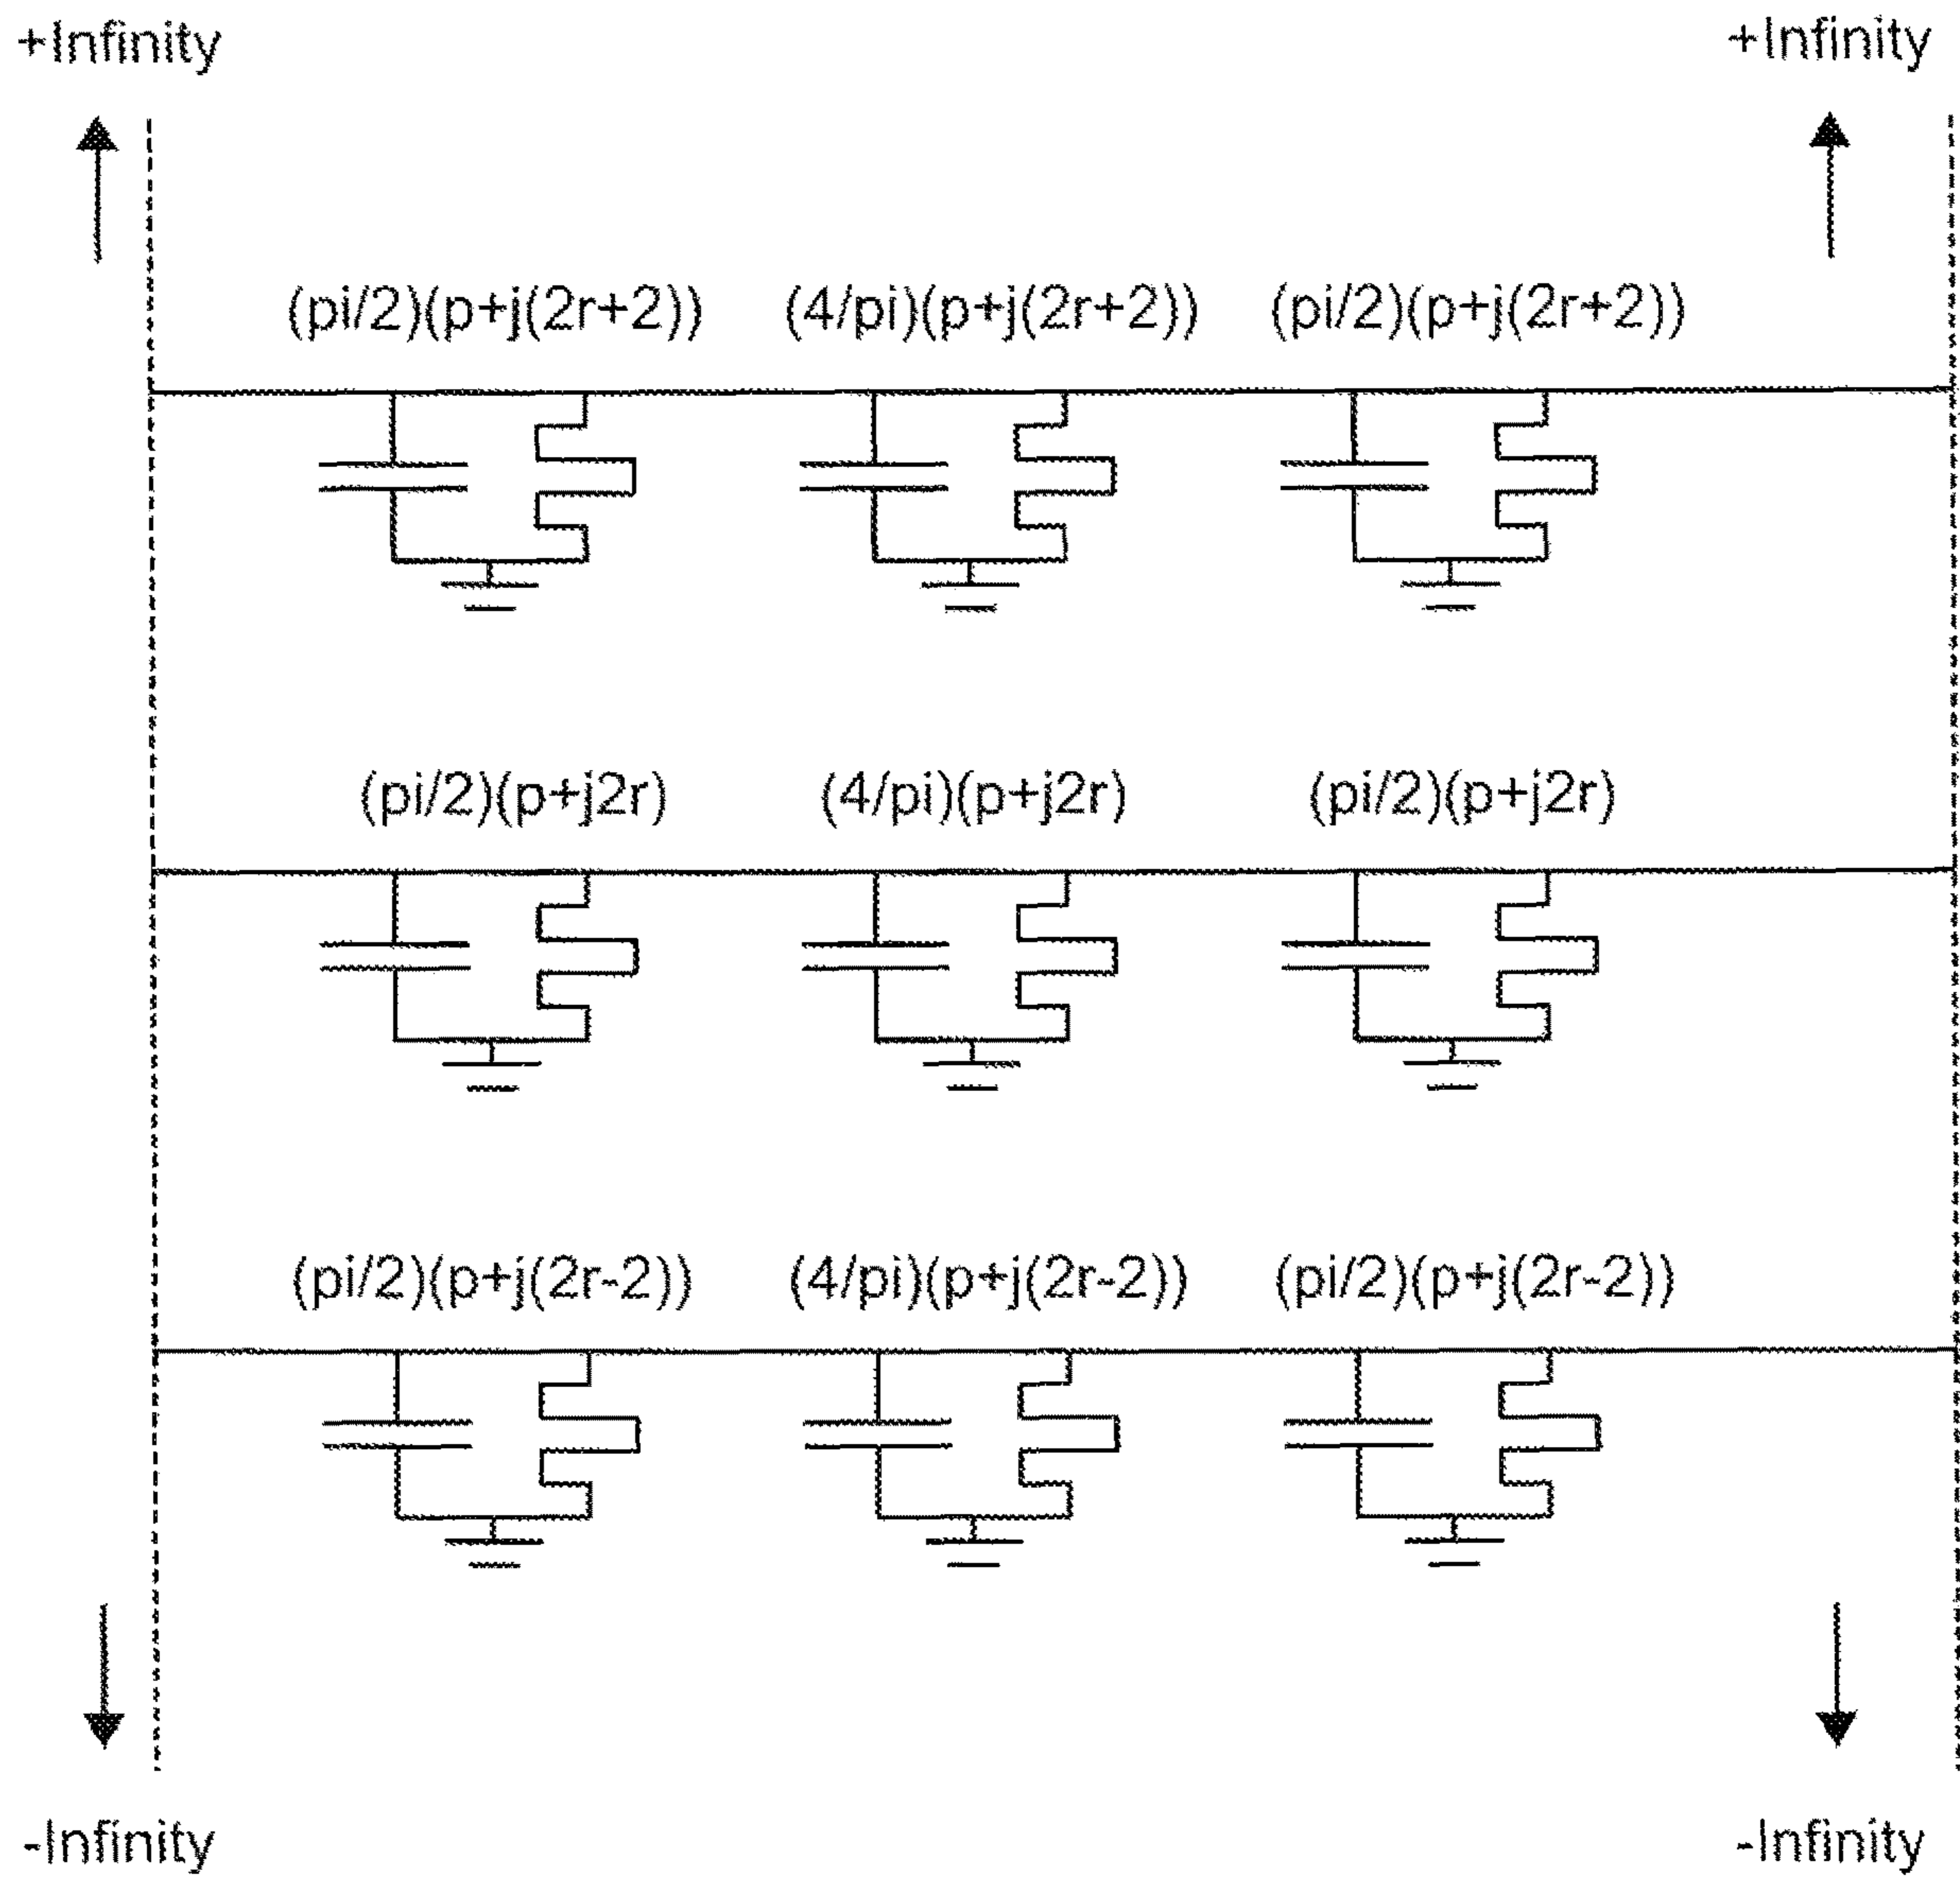 +Infinity +Infinity
(pi/2)(p+j(2r+2)) (4/pi)(p+j(2r+2)) (pi/2)(p+j(2r+2))
(pi/2)(p+j2r) (4/pi)(p+j2r) (pi/2)(p+j2r)
(pi/2)(p+j(2r-2)) (4/pi)(p+j(2r-2)) (pi/2)(p+j(2r-2))
-Infinity -Infinity